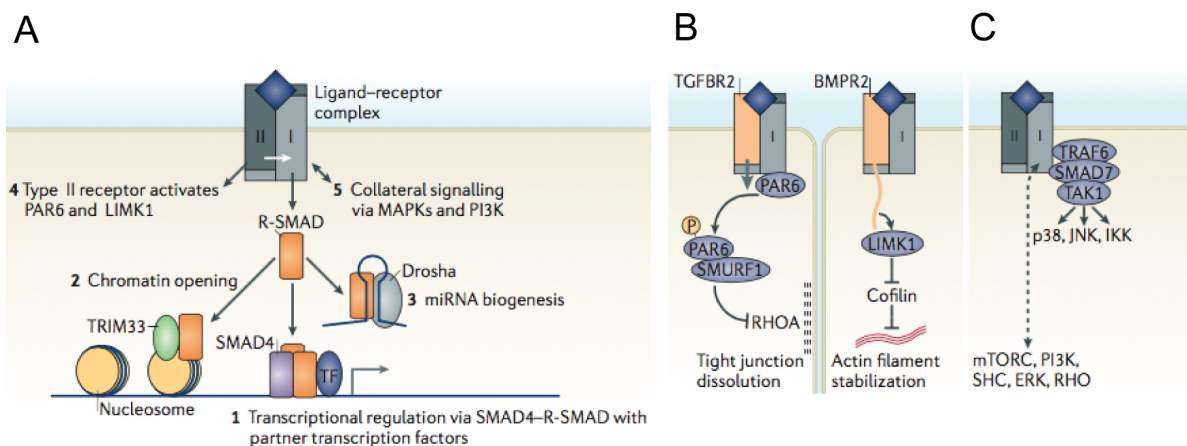 A
Ligand–receptor
complex
II
I
4 Type II receptor activates
PAR6 and LIMK1
5 Collateral signalling
via MAPKs and PI3K
R-SMAD
2 Chromatin opening
Drosha
3 miRNA biogenesis
TRIM33
SMAD4
TF
Nucleosome
1 Transcriptional regulation via SMAD4–R-SMAD with
partner transcription factors
B
TGFBR2
I
PAR6
P
PAR6
SMURF1
RHOA
Tight junction
dissolution
BMPR2
I
LIMK1
Cofilin
Actin filament
stabilization
C
II
I
TRAF6
SMAD7
TAK1
p38, JNK, IKK
mTORC, PI3K,
SHC, ERK, RHO